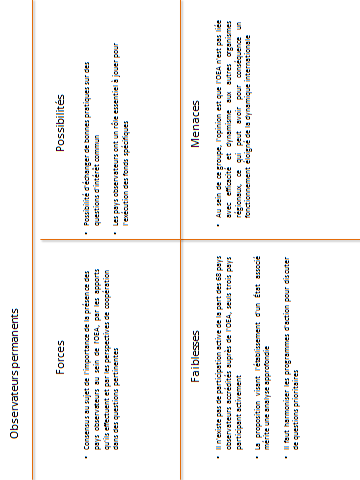 Observateurs permanents
Forces
• Consensus au sujet de l'importance de la présence des
pays observateurs au sein de l'OEA, par les apports
qu'ils effectuent et par les perspectives de coopération
dans des questions pertinentes
Possibilités
• Possibilité d'échanger de bonnes pratiques sur des
questions d'intérêt commun
• Les pays observateurs ont un rôle essentiel à jouer pour
l'exécution des fonds spécifiques
Faiblesses
• Il n'existe pas de participation active de la part des 68 pays
observateurs accrédités auprès de l'OEA, seuls trois pays
participant activement
• La proposition visant l'établissement d'un État associé
mérite une analyse approfondie
• Il faut harmoniser les programmes d'action pour discuter
de questions prioritaires
Menaces
• Au sein de ce groupe, l'opinion est que l'OEA n'est pas liée
avec efficacité et dynamisme aux autres organismes
régionaux, ce qui peut avoir pour conséquence un
fonctionnement éloigné de la dynamique internationale